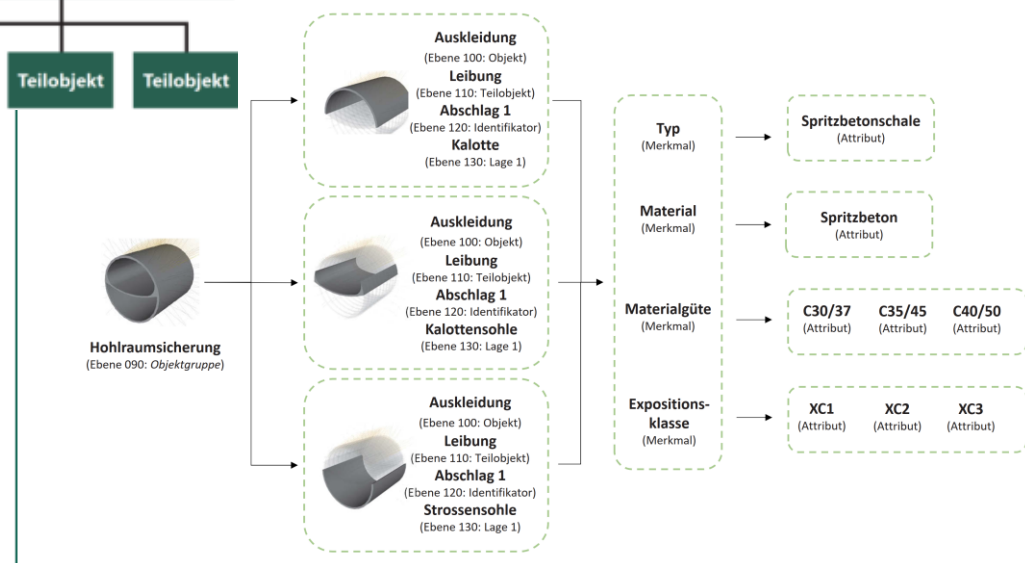 Teilobjekt
Teilobjekt
Hohlraumsicherung
(Ebene 090: Objektgruppe)
Auskleidung
(Ebene 100: Objekt)
Leibung
(Ebene 110: Teilobjekt)
Abschlag 1
(Ebene 120: Identifikator)
Kalotte
(Ebene 130: Lage 1)
Auskleidung
(Ebene 100: Objekt)
Leibung
(Ebene 110: Teilobjekt)
Abschlag 1
(Ebene 120: Identifikator)
Kalottensohle
(Ebene 130: Lage 1)
Auskleidung
(Ebene 100: Objekt)
Leibung
(Ebene 110: Teilobjekt)
Abschlag 1
(Ebene 120: Identifikator)
Strossensohle
(Ebene 130: Lage 1)
Typ
(Merkmal)
Spritzbetonschale
(Attribut)
Material
(Merkmal)
Spritzbeton
(Attribut)
Materialgüte
(Merkmal)
C30/37 C35/45 C40/50
(Attribut) (Attribut) (Attribut)
Expositions-
klasse
(Merkmal)
XC1 XC2 XC3
(Attribut) (Attribut) (Attribut)